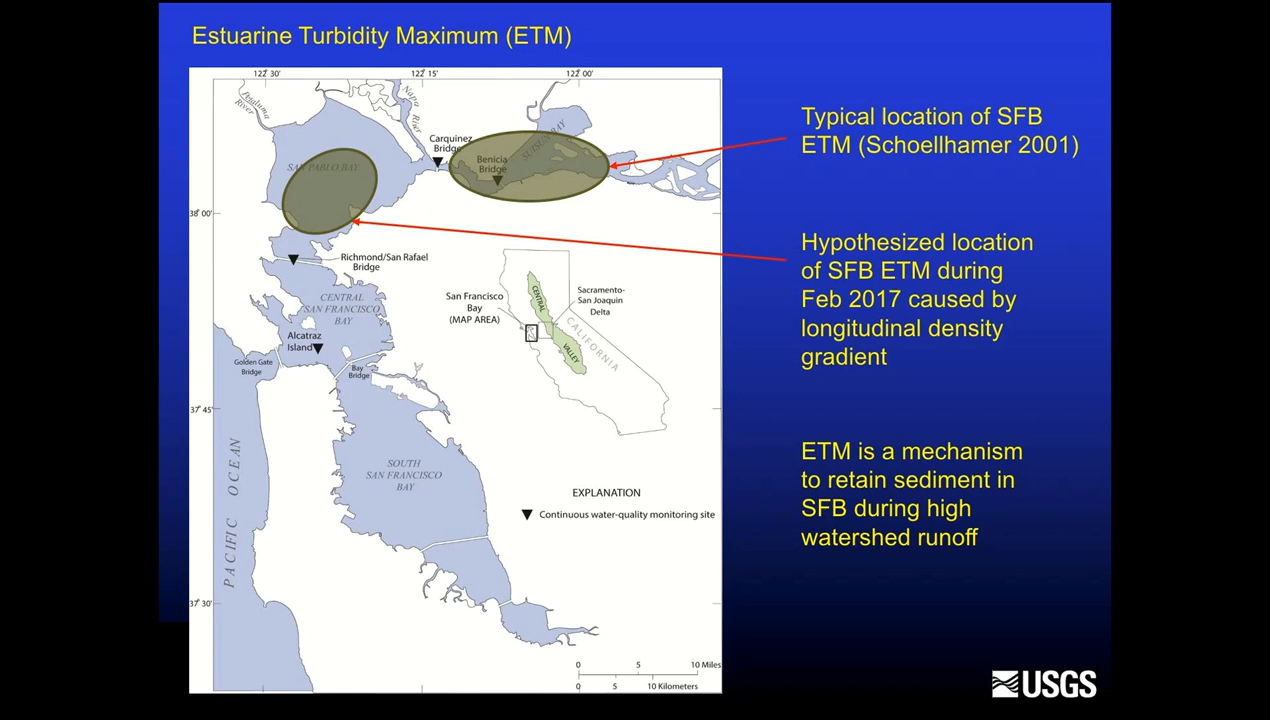 Estuarine Turbidity Maximum (ETM)
122° 30'
122° 15'
122° 00'
Petaluma
River
Napa
River
Carquinez
Bridge
SAN PABLO BAY
Benicia
Bridge
SUISUN BAY
38° 00'
Richmond/San Rafael
Bridge
CENTRAL
SAN FRANCISCO
BAY
Alcatraz
Island
Golden Gate
Bridge
Bay
Bridge
San Francisco
Bay
(MAP AREA)
Sacramento-
San Joaquin
Delta
CENTRAL
VALLEY
CALIFORNIA
37° 45'
PACIFIC OCEAN
SOUTH
SAN FRANCISCO
BAY
EXPLANATION
Continuous water-quality monitoring site
37° 30'
0 5 10 Miles
0 5 10 Kilometers
Typical location of SFB
ETM (Schoellhamer 2001)
Hypothesized location
of SFB ETM during
Feb 2017 caused by
longitudinal density
gradient
ETM is a mechanism
to retain sediment in
SFB during high
watershed runoff
USGS